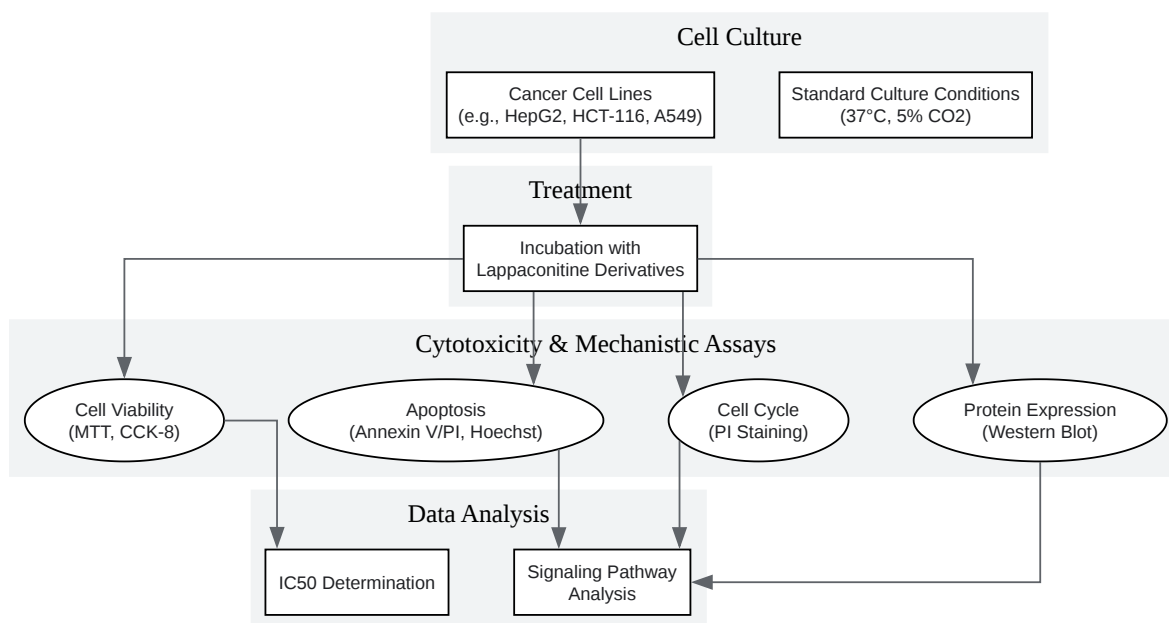 Cell Culture
Cancer Cell Lines
(e.g., HepG2, HCT-116, A549)
Standard Culture Conditions
(37°C, 5% CO2)
Treatment
Incubation with
Lappaconitine Derivatives
Cytotoxicity & Mechanistic Assays
Cell Viability
(MTT, CCK-8)
Apoptosis
(Annexin V/PI, Hoechst)
Cell Cycle
(PI Staining)
Protein Expression
(Western Blot)
Data Analysis
IC50 Determination
Signaling Pathway
Analysis